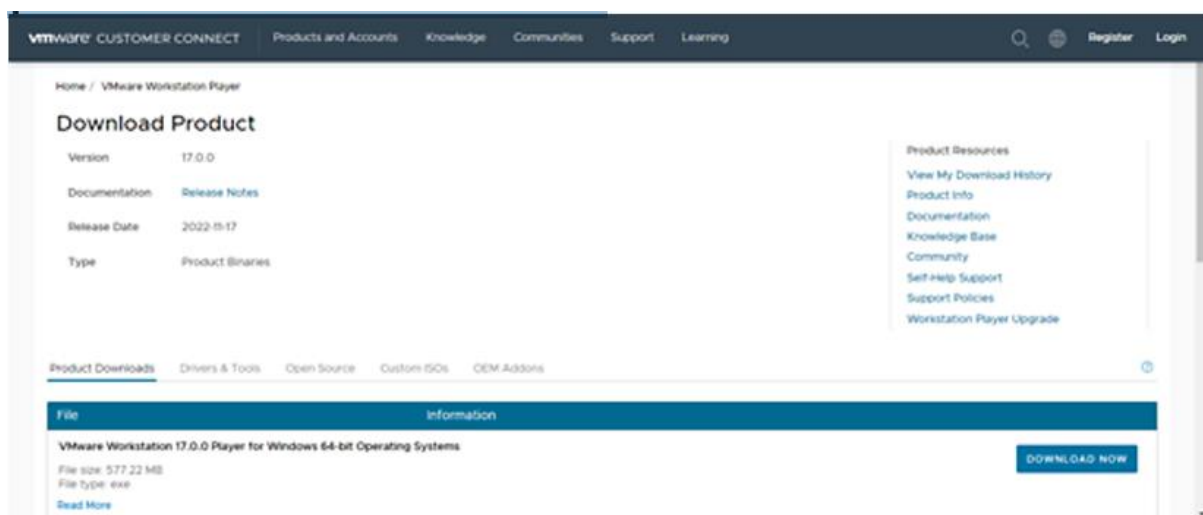 vmware CUSTOMER CONNECT Products and Accounts Knowledge Communities Support Learning Register Login
Home / VMware Workstation Player
Download Product
Version 17.0.0
Documentation Release Notes
Release Date 2022-11-17
Type Product Binaries
Product Resources
View My Download History
Product Info
Documentation
Knowledge Base
Community
Self-Help Support
Support Policies
Workstation Player Upgrade
Product Downloads Drivers & Tools Open Source Custom ISOs OEM Addons
File Information
VMware Workstation 17.0.0 Player for Windows 64-bit Operating Systems
File size: 577.22 MB
File type: exe
Read More
DOWNLOAD NOW